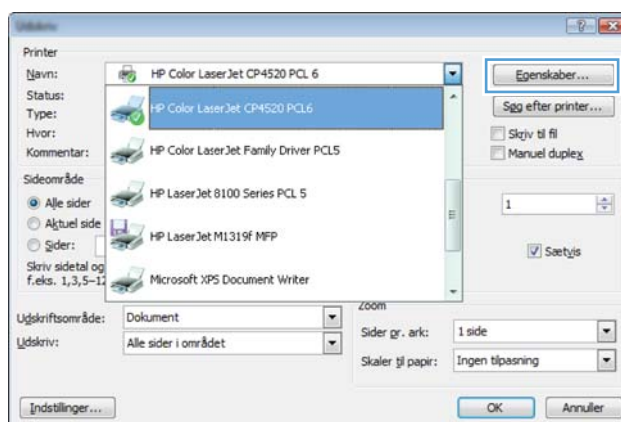 Udskriv
Printer
Navn: HP Color LaserJet CP4520 PCL 6 Egenskaber...
Status:
HP Color LaserJet CP4520 PCL6 Søg efter printer...
Type:
Hvor: Skriv til fil
Kommentar: HP Color LaserJet Family Driver PCL5 Manuel duplex
Sideområde
HP LaserJet 8100 Series PCL 5
Alle sider 1
Aktuel side
HP LaserJet M1319f MFP
Sider: Sætvis
Skriv sidetal og
f.eks. 1,3,5–12 Microsoft XPS Document Writer
Zoom
Udskriftsområde: Dokument
Sider pr. ark: 1 side
Udskriv: Alle sider i området
Skaler til papir: Ingen tilpasning
Indstillinger... OK Annuller